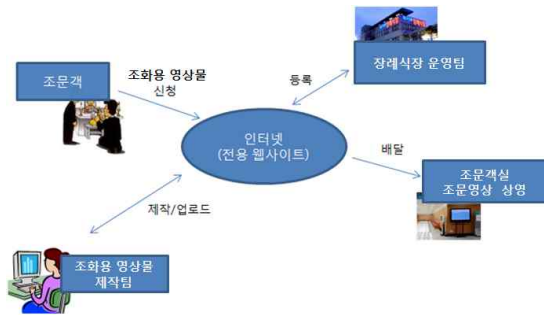 조문객
조화용 영상물
신청
장례식장 운영팀
등록
인터넷
(전용 웹사이트)
배달
조문객실
조문영상 상영
제작/업로드
조화용 영상물
제작팀